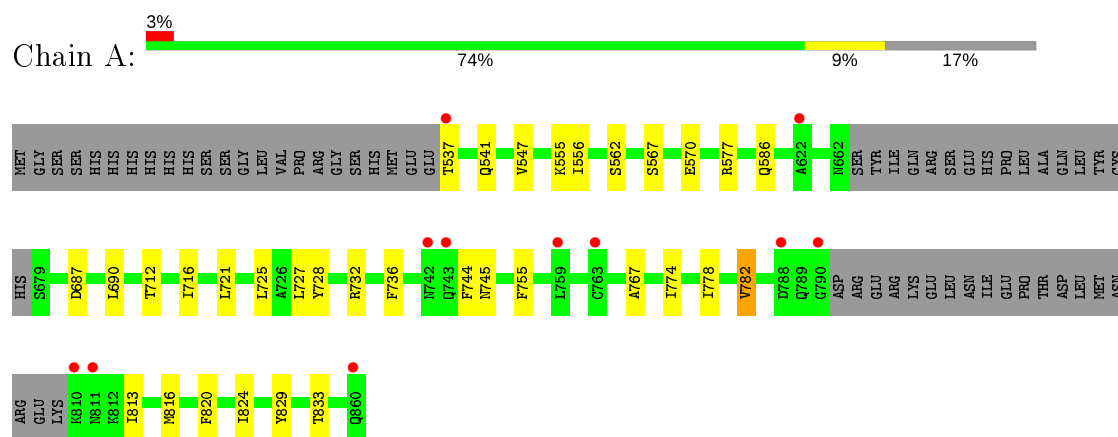 3%
Chain A:
74% 9% 17%
MET GLY SER SER HIS HIS HIS HIS HIS HIS SER SER GLY LEU VAL PRO ARG GLY SER HIS MET GLU GLU T537 Q541 V547 K555 I556 S562 S567 E570 R577 Q586 A622 N662 SER TYR ILE GLN ARG SER GLU HIS PRO LEU ALA GLN LEU LEU TYR CYS
HIS S679 D687 L690 T712 I716 L721 L725 A726 L727 Y728 R732 F736 N742 Q743 F744 N745 F755 L759 C763 A767 I774 I778 V782 D788 Q789 G790 ASP ARG GLU ARG LYS GLU LEU ASN ILE GLU PRO THR ASP LEU MET ASN
ARG GLU LYS K810 N811 K812 I813 M816 F820 I824 Y829 T833 Q860